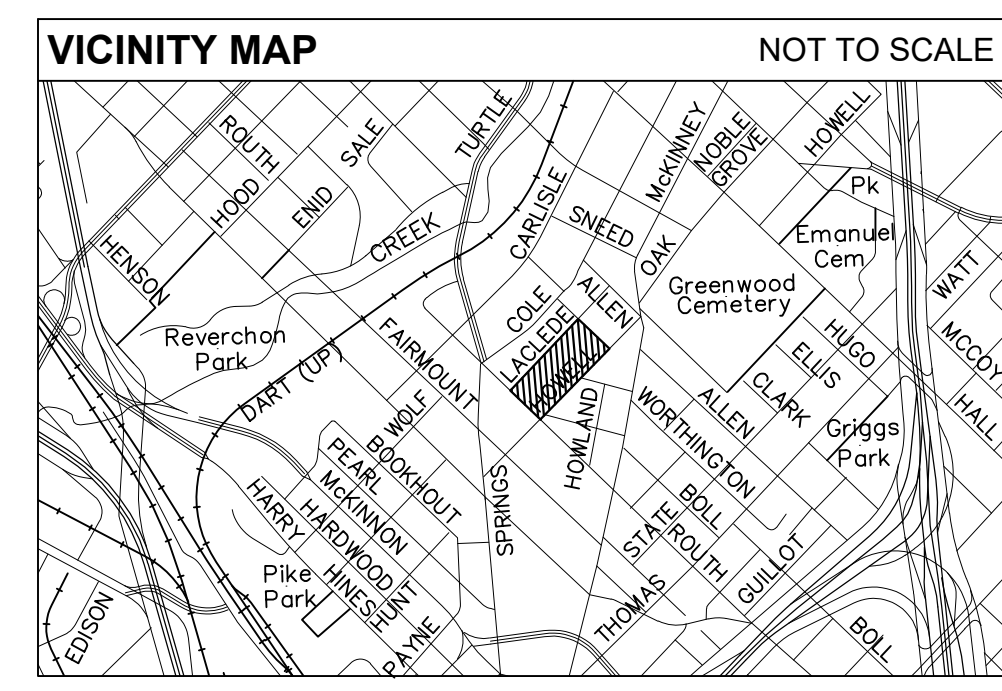 VICINITY MAP
NOT TO SCALE
ROUTH
SALE
TURTLE
McKINNEY
NOBLE
GROVE
HOWELL
Pk
HOOD
ENID
CARLISLE
SNEED
CREEK
OAK
Emanuel
Cem
HENSON
WATT
Greenwood
Cemetery
COLE
ALLEN
LACLEDE
HOWELL
Reverchon
Park
FAIRMOUNT
DART (UP)
HUGO
ELLIS
CLARK
MCCOY
HALL
WOLF
BOOKHOUT
HOWLAND
WORTHINGTON
ALLEN
Griggs
Park
PEARL
McKINNON
HARDWOOD
HARRY
HINES
HUNT
SPRINGS
BOLL
STATE
ROUTH
GUILLOT
Pike
Park
THOMAS
EDISON
PAYNE
BOLL